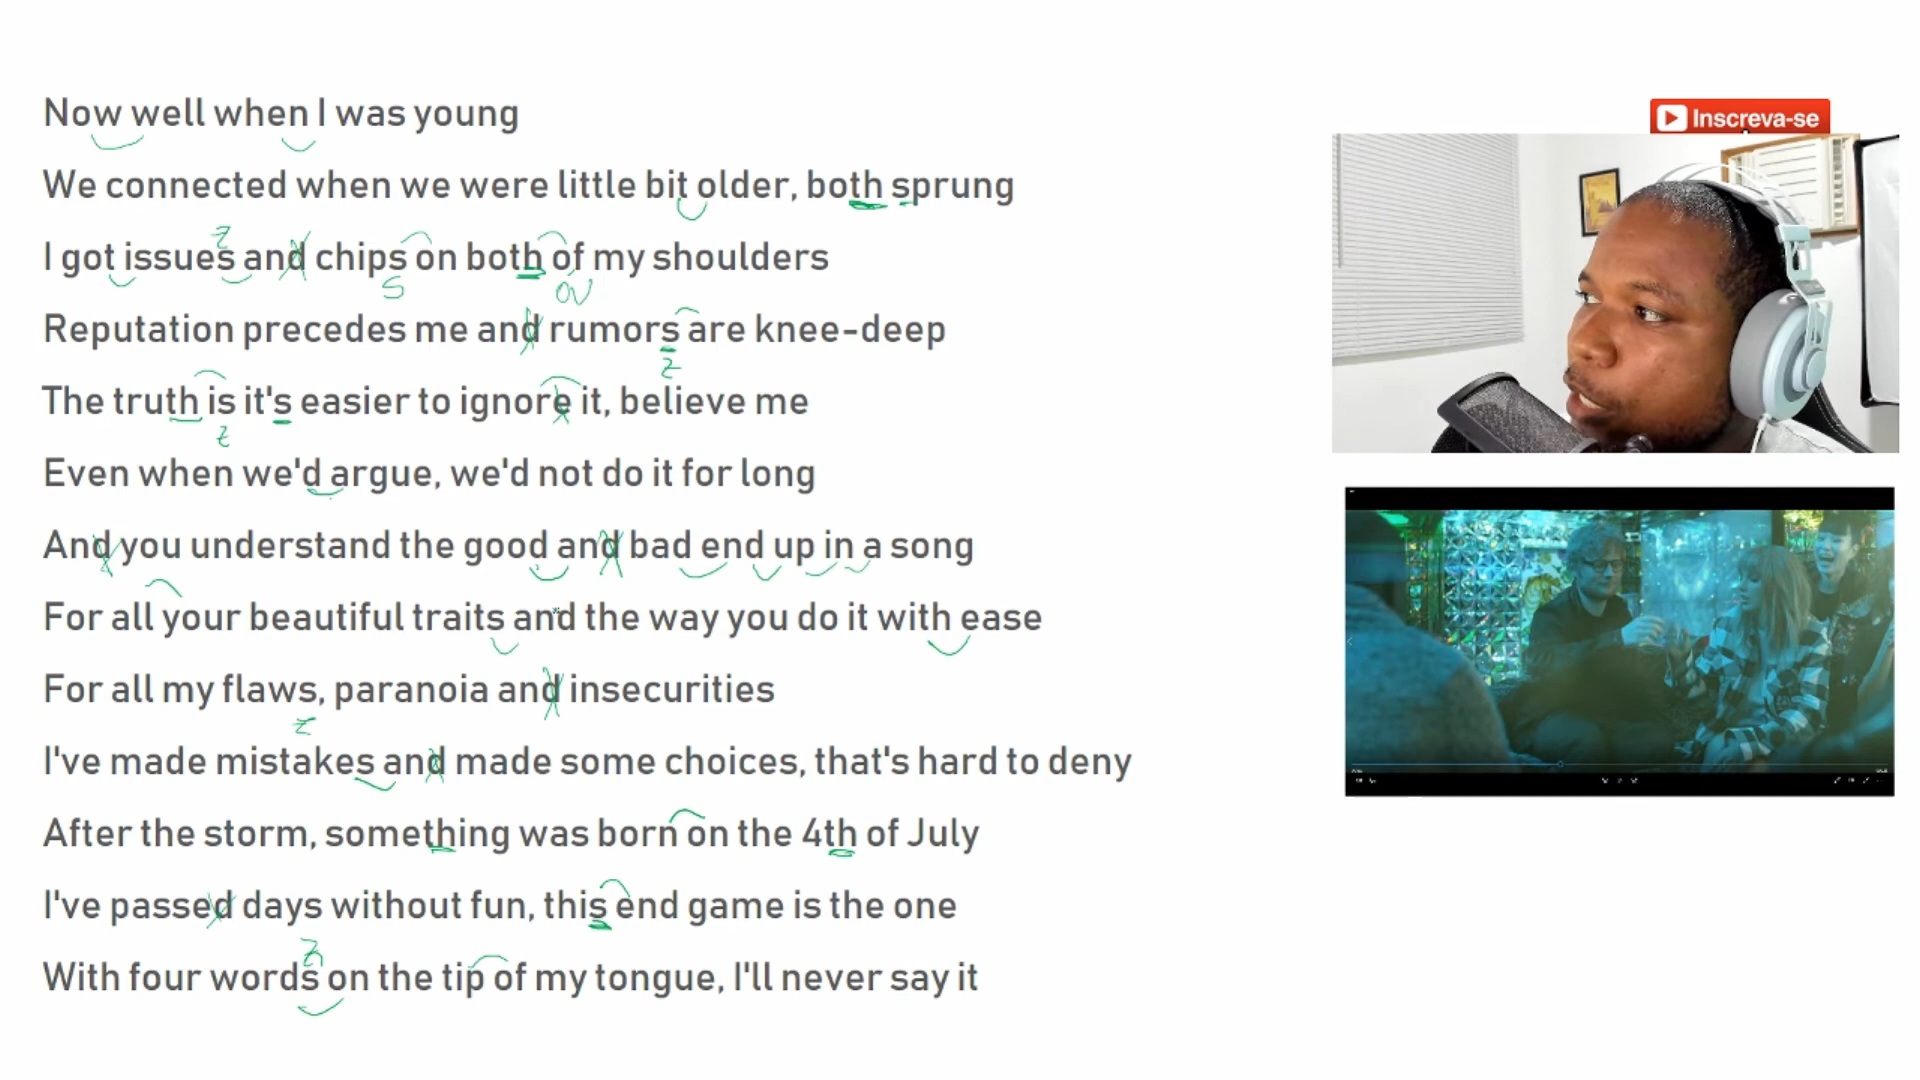 Now well when I was young
We connected when we were little bit older, both sprung
z
I got issues and chips on both of my shoulders
S OV
Reputation precedes me and rumors are knee-deep
z
The truth is it's easier to ignore it, believe me
z
Even when we'd argue, we'd not do it for long
And you understand the good and bad end up in a song
For all your beautiful traits and the way you do it with ease
For all my flaws, paranoia and insecurities
z
I've made mistakes and made some choices, that's hard to deny
After the storm, something was born on the 4th of July
I've passed days without fun, this end game is the one
z
With four words on the tip of my tongue, I'll never say it
Inscreva-se